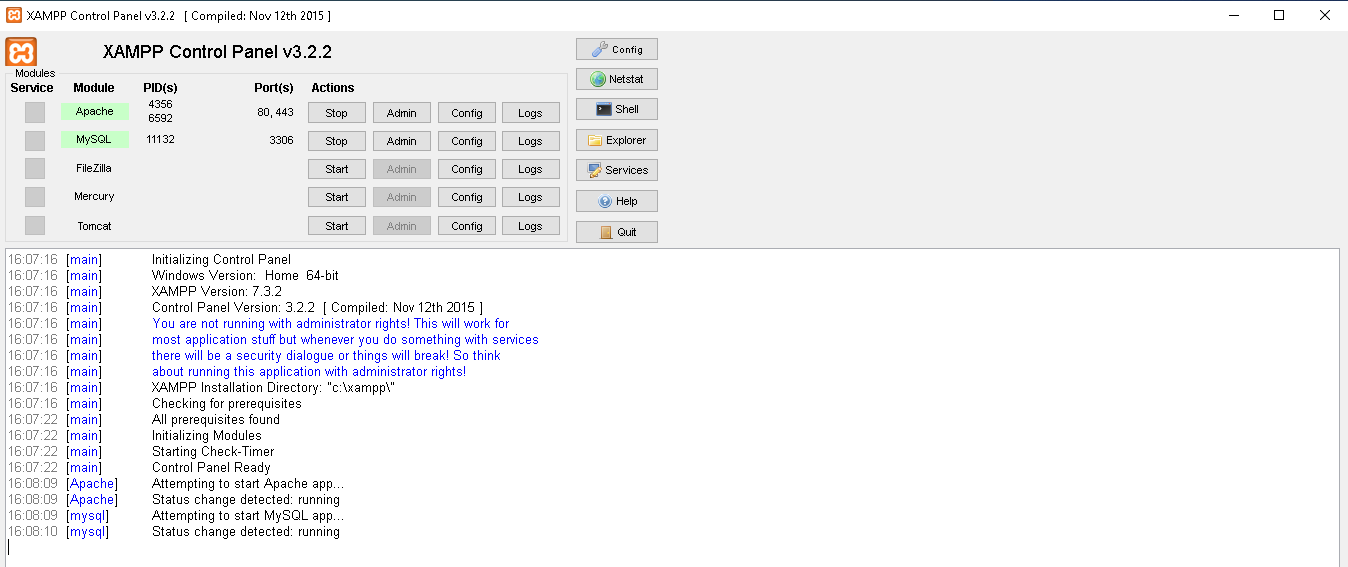 XAMPP Control Panel v3.2.2 [ Compiled: Nov 12th 2015 ]
XAMPP Control Panel v3.2.2
Modules
Service Module PID(s) Port(s) Actions
Apache 4356 6592 80, 443 Stop Admin Config Logs
MySQL 11132 3306 Stop Admin Config Logs
FileZilla Start Admin Config Logs
Mercury Start Admin Config Logs
Tomcat Start Admin Config Logs
Config
Netstat
Shell
Explorer
Services
Help
Quit
16:07:16 [main] Initializing Control Panel
16:07:16 [main] Windows Version: Home 64-bit
16:07:16 [main] XAMPP Version: 7.3.2
16:07:16 [main] Control Panel Version: 3.2.2 [ Compiled: Nov 12th 2015 ]
16:07:16 [main] You are not running with administrator rights! This will work for
16:07:16 [main] most application stuff but whenever you do something with services
16:07:16 [main] there will be a security dialogue or things will break! So think
16:07:16 [main] about running this application with administrator rights!
16:07:16 [main] XAMPP Installation Directory: "c:\xampp\"
16:07:16 [main] Checking for prerequisites
16:07:22 [main] All prerequisites found
16:07:22 [main] Initializing Modules
16:07:22 [main] Starting Check-Timer
16:07:22 [main] Control Panel Ready
16:08:09 [Apache] Attempting to start Apache app...
16:08:09 [Apache] Status change detected: running
16:08:09 [mysql] Attempting to start MySQL app...
16:08:10 [mysql] Status change detected: running